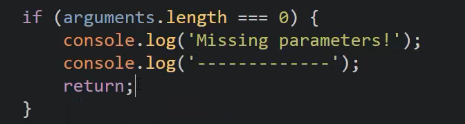 if (arguments.length === 0) {
    console.log('Missing parameters!');
    console.log('-------------');
    return;
}